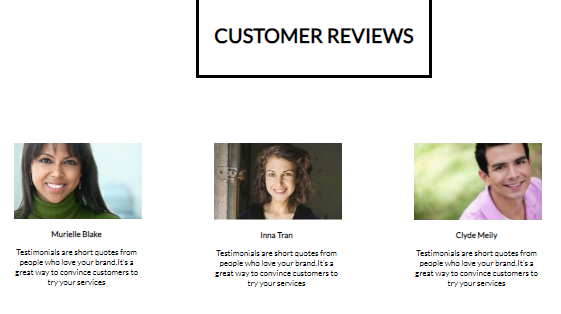 CUSTOMER REVIEWS
Murielle Blake
Testimonials are short quotes from
people who love your brand.It's a
great way to convince customers to
try your services
Inna Tran
Testimonials are short quotes from
people who love your brand.It's a
great way to convince customers to
try your services
Clyde Meily
Testimonials are short quotes from
people who love your brand.It's a
great way to convince customers to
try your services